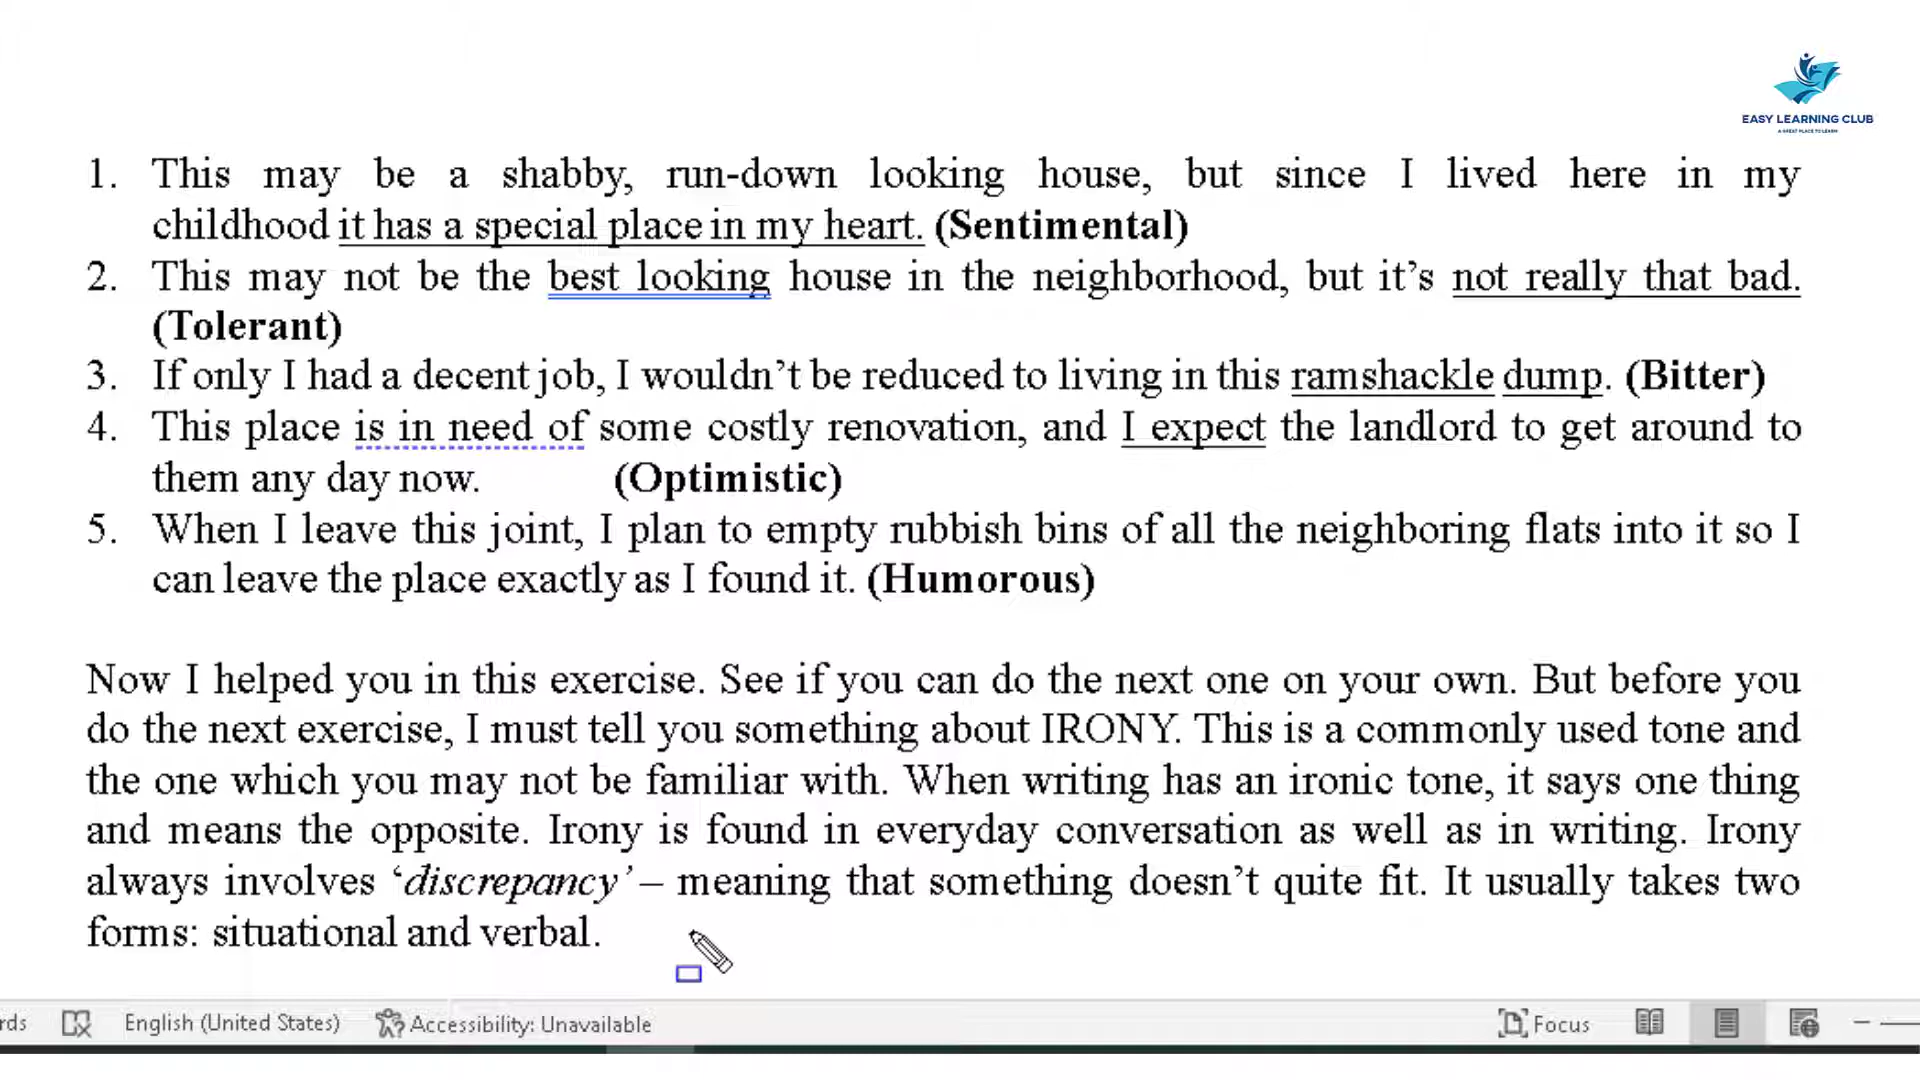 EASY LEARNING CLUB
A GREAT PLACE TO LEARN
1. This may be a shabby, run-down looking house, but since I lived here in my
childhood it has a special place in my heart. (Sentimental)
2. This may not be the best looking house in the neighborhood, but it’s not really that bad.
(Tolerant)
3. If only I had a decent job, I wouldn’t be reduced to living in this ramshackle dump. (Bitter)
4. This place is in need of some costly renovation, and I expect the landlord to get around to
them any day now. (Optimistic)
5. When I leave this joint, I plan to empty rubbish bins of all the neighboring flats into it so I
can leave the place exactly as I found it. (Humorous)
Now I helped you in this exercise. See if you can do the next one on your own. But before you
do the next exercise, I must tell you something about IRONY. This is a commonly used tone and
the one which you may not be familiar with. When writing has an ironic tone, it says one thing
and means the opposite. Irony is found in everyday conversation as well as in writing. Irony
always involves ‘discrepancy’ – meaning that something doesn’t quite fit. It usually takes two
forms: situational and verbal.
rds English (United States) Accessibility: Unavailable Focus